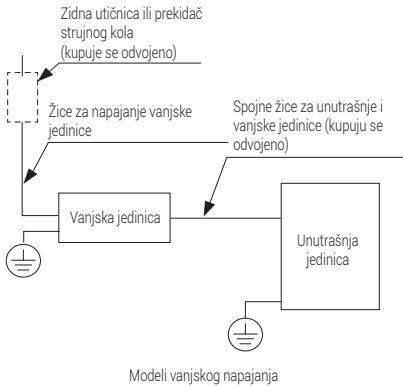 Zidna utičnica ili prekidač
strujnog kola
(kupuje se odvojeno)
Žice za napajanje vanjske
jedinice
Spojne žice za unutrašnje i
vanjske jedinice (kupuju se
odvojeno)
Vanjska jedinica
Unutrašnja
jedinica
Modeli vanjskog napajanja